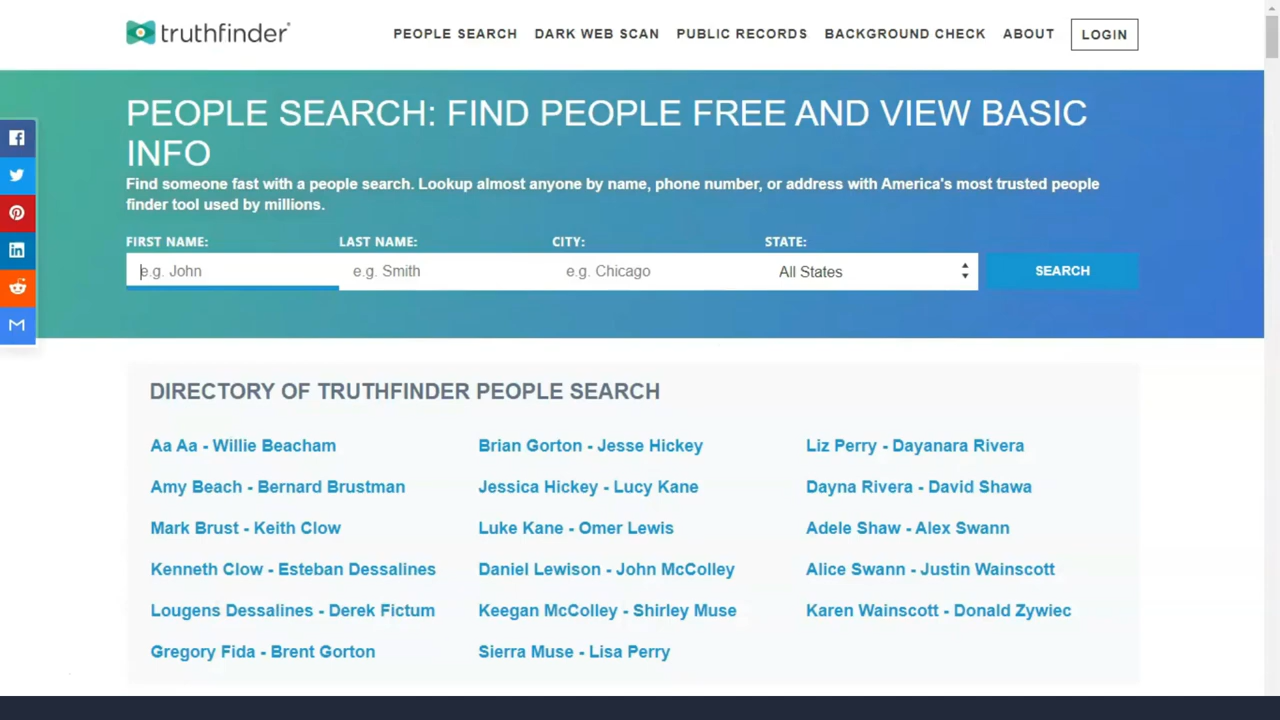 truthfinder
PEOPLE SEARCH
DARK WEB SCAN
PUBLIC RECORDS
BACKGROUND CHECK
ABOUT
LOGIN
PEOPLE SEARCH: FIND PEOPLE FREE AND VIEW BASIC
INFO
Find someone fast with a people search. Lookup almost anyone by name, phone number, or address with America's most trusted people
finder tool used by millions.
FIRST NAME:
LAST NAME:
CITY:
STATE:
e.g. John
e.g. Smith
e.g. Chicago
All States
SEARCH
DIRECTORY OF TRUTHFINDER PEOPLE SEARCH
Aa Aa - Willie Beacham
Amy Beach - Bernard Brustman
Mark Brust - Keith Clow
Kenneth Clow - Esteban Dessalines
Lougens Dessalines - Derek Fictum
Gregory Fida - Brent Gorton
Brian Gorton - Jesse Hickey
Jessica Hickey - Lucy Kane
Luke Kane - Omer Lewis
Daniel Lewison - John McColley
Keegan McColley - Shirley Muse
Sierra Muse - Lisa Perry
Liz Perry - Dayanara Rivera
Dayna Rivera - David Shawa
Adele Shaw - Alex Swann
Alice Swann - Justin Wainscott
Karen Wainscott - Donald Zywiec